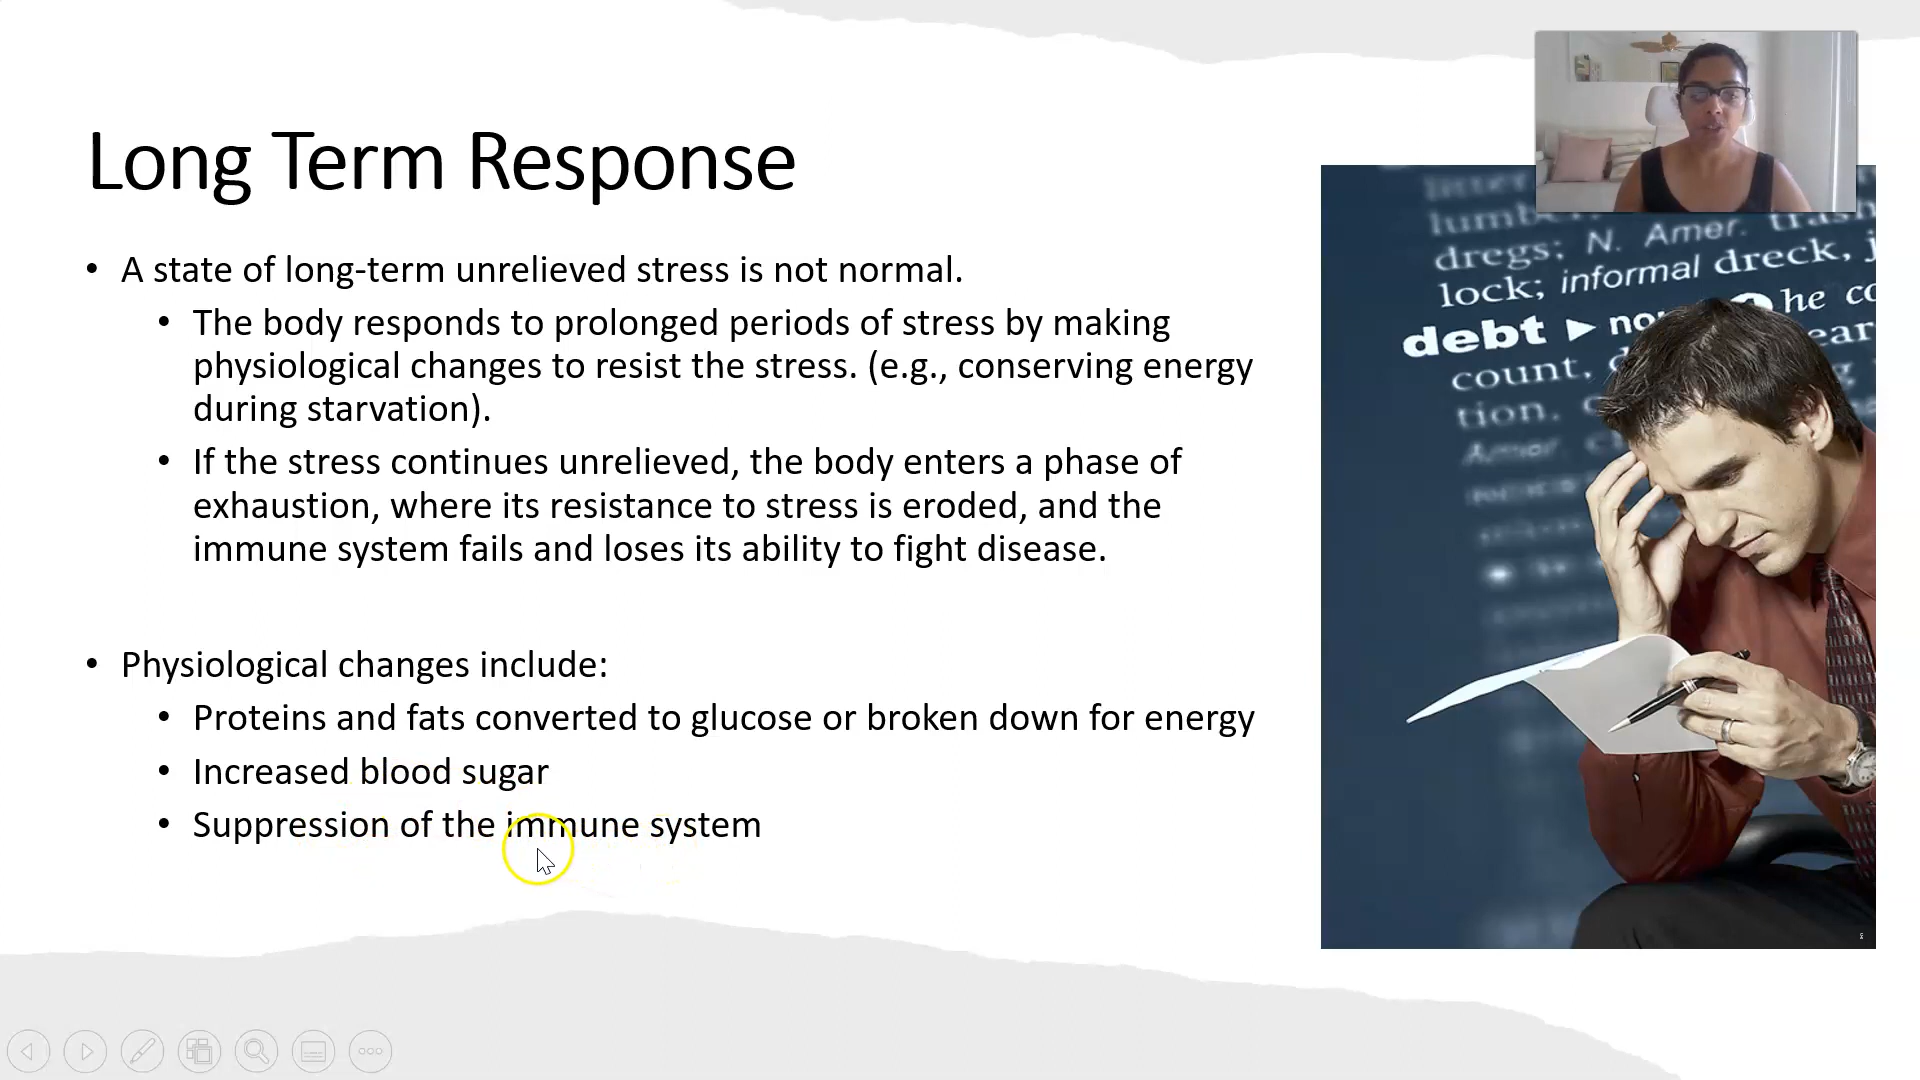 Long Term Response
• A state of long-term unrelieved stress is not normal.
• The body responds to prolonged periods of stress by making
physiological changes to resist the stress. (e.g., conserving energy
during starvation).
• If the stress continues unrelieved, the body enters a phase of
exhaustion, where its resistance to stress is eroded, and the
immune system fails and loses its ability to fight disease.
• Physiological changes include:
• Proteins and fats converted to glucose or broken down for energy
• Increased blood sugar
• Suppression of the immune system
dregs; N. Amer. trash
lock; informal dreck, j
debt ▶ he co
count,
tion.